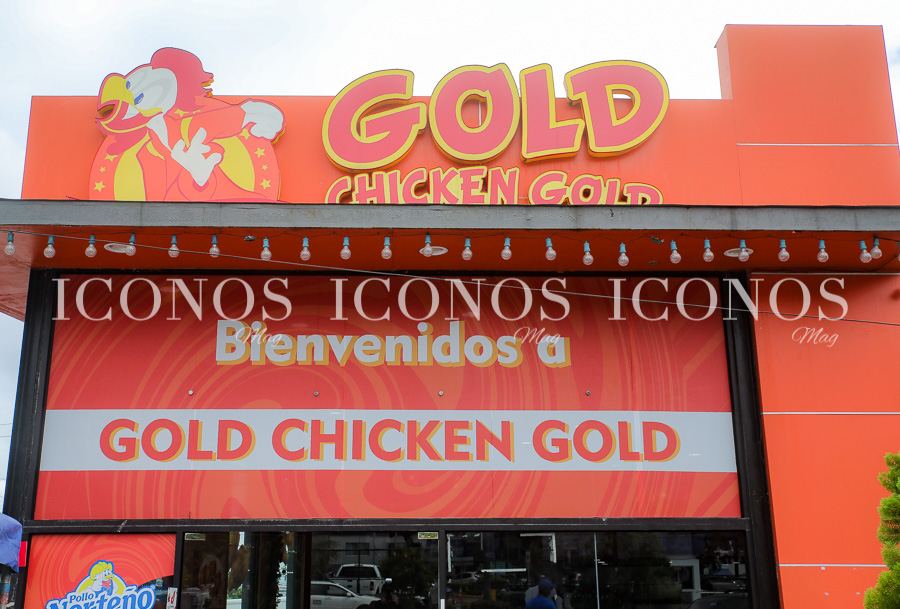 GOLD
CHICKEN GOLD
ICONOS ICONOS ICONOS
Mag Mag Mag
Bienvenidos a
GOLD CHICKEN GOLD
Pollo
Norteño